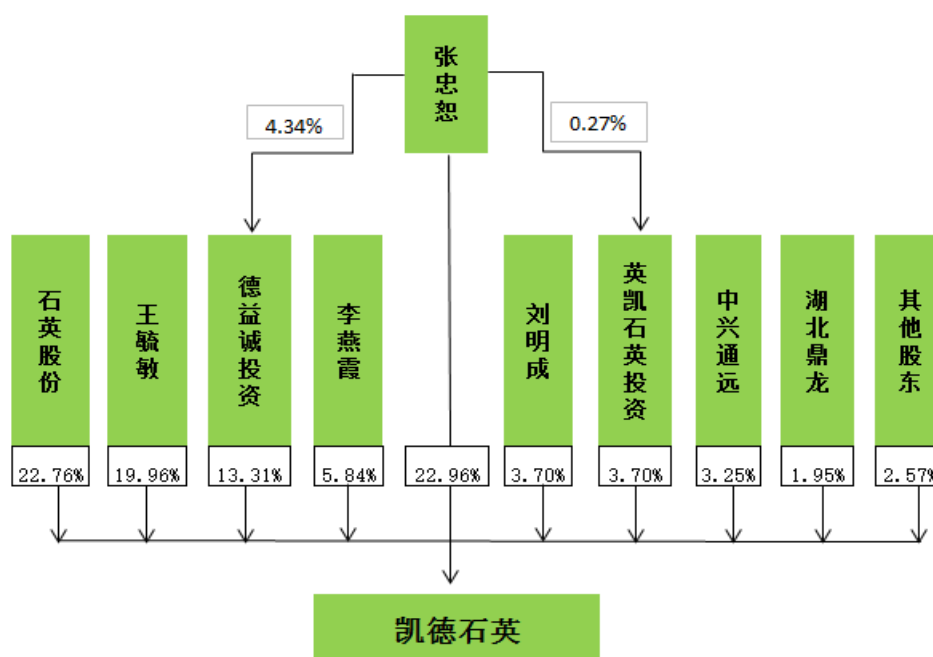 张忠恕
4.34%
0.27%
石英股份
王毓敏
德益诚投资
李燕霞
刘明成
英凯石英投资
中兴通远
湖北鼎龙
其他股东
22.76%
19.96%
13.31%
5.84%
22.96%
3.70%
3.70%
3.25%
1.95%
2.57%
凯德石英